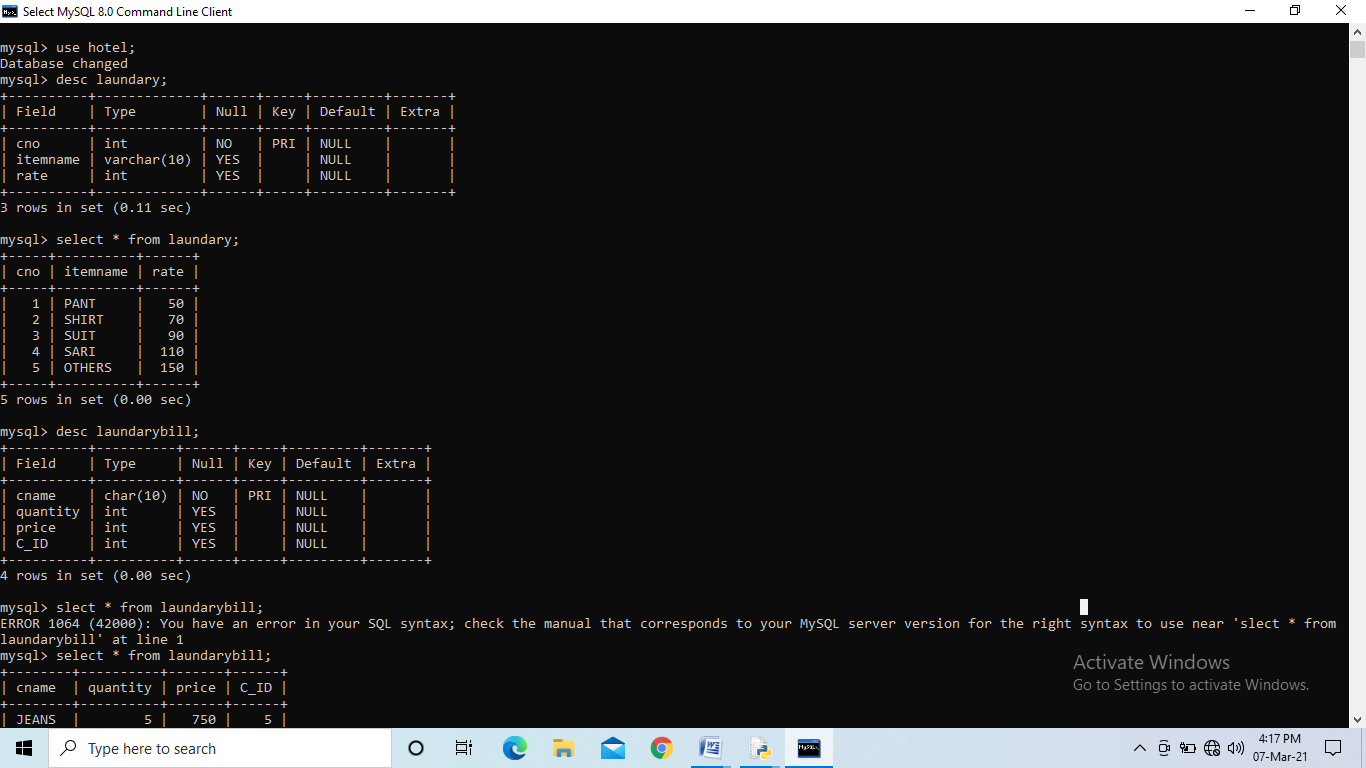 Select MySQL 8.0 Command Line Client
mysql> use hotel;
Database changed
mysql> desc laundary;
+----------+-------------+------+-----+---------+-------+
| Field    | Type        | Null | Key | Default | Extra |
+----------+-------------+------+-----+---------+-------+
| cno      | int         | NO   | PRI | NULL    |       |
| itemname | varchar(10) | YES  |     | NULL    |       |
| rate     | int         | YES  |     | NULL    |       |
+----------+-------------+------+-----+---------+-------+
3 rows in set (0.11 sec)
mysql> select * from laundary;
+-----+----------+------+
| cno | itemname | rate |
+-----+----------+------+
|   1 | PANT     |   50 |
|   2 | SHIRT    |   70 |
|   3 | SUIT     |   90 |
|   4 | SARI     |  110 |
|   5 | OTHERS   |  150 |
+-----+----------+------+
5 rows in set (0.00 sec)
mysql> desc laundarybill;
+----------+----------+------+-----+---------+-------+
| Field    | Type     | Null | Key | Default | Extra |
+----------+----------+------+-----+---------+-------+
| cname    | char(10) | NO   | PRI | NULL    |       |
| quantity | int      | YES  |     | NULL    |       |
| price    | int      | YES  |     | NULL    |       |
| C_ID     | int      | YES  |     | NULL    |       |
+----------+----------+------+-----+---------+-------+
4 rows in set (0.00 sec)
mysql> slect * from laundarybill;
ERROR 1064 (42000): You have an error in your SQL syntax; check the manual that corresponds to your MySQL server version for the right syntax to use near 'slect * from
laundarybill' at line 1
mysql> select * from laundarybill;
+--------+----------+-------+------+
| cname  | quantity | price | C_ID |
+--------+----------+-------+------+
| JEANS  |        5 |   750 |    5 |
Activate Windows
Go to Settings to activate Windows.
Type here to search
4:17 PM
07-Mar-21